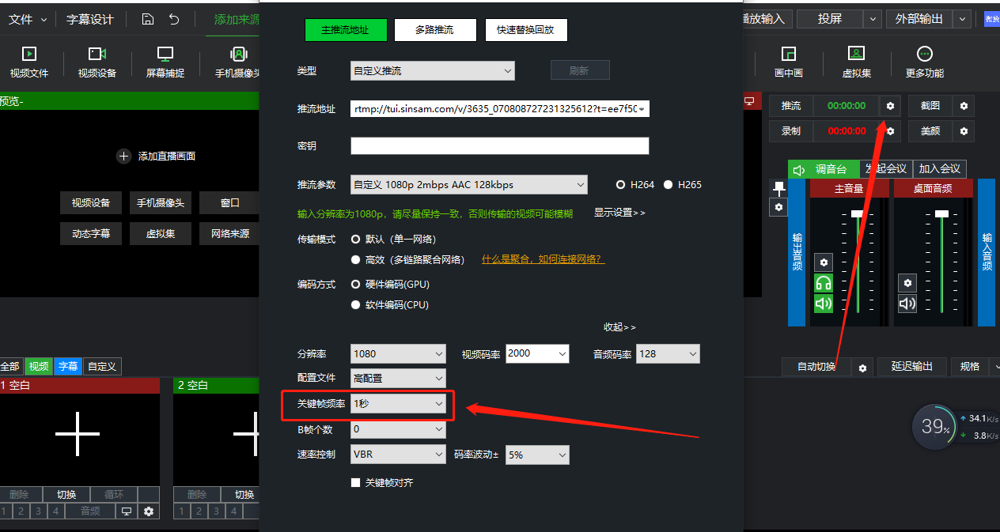 文件
字幕设计
添加来源
播放输入
投屏
外部输出
主推流地址
多路推流
快速替换回放
视频文件
视频设备
屏幕捕捉
手机摄像头
画中画
虚拟集
更多功能
类型
自定义推流
刷新
预览-
推流地址
rtmp://tui.sinsam.com/v/3635_070808727231325612?t=ee7f50
推流
00:00:00
截图
录制
00:00:00
美颜
密钥
添加直播画面
推流参数
自定义 1080p 2mbps AAC 128kbps
H264
H265
调音台
发起会议
加入会议
主音量
桌面音频
输出音频
输入音频
视频设备
手机摄像头
窗口
动态字幕
虚拟集
网络来源
输入分辨率为1080p，请尽量保持一致，否则传输的视频可能模糊
显示设置>>
传输模式
默认（单一网络）
高效（多链路聚合网络）
什么是聚合，如何连接网络？
编码方式
硬件编码(GPU)
软件编码(CPU)
收起>>
分辨率
1080
视频码率
2000
音频码率
128
配置文件
高配置
关键帧频率
1秒
B帧个数
0
速率控制
VBR
码率波动±
5%
关键帧对齐
全部
视频
字幕
自定义
自动切换
延迟输出
规格
1 空白
2 空白
39%
34.1K/s
3.8K/s
删除
切换
循环
删除
切换
1
2
3
4
音频
1
2
3
4